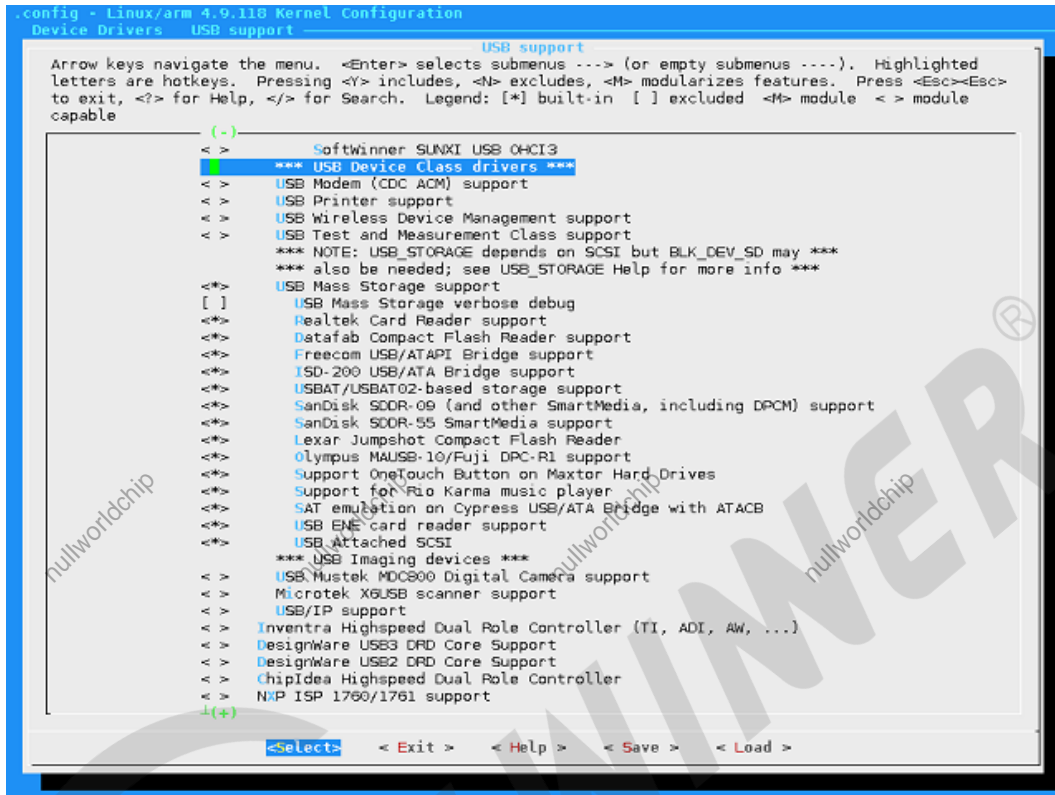 .config - Linux/arm 4.9.118 Kernel Configuration
Device Drivers   USB support
USB support
Arrow keys navigate the menu.  <Enter> selects submenus ---> (or empty submenus ----).  Highlighted
letters are hotkeys.  Pressing <Y> includes, <N> excludes, <M> modularizes features.  Press <Esc><Esc>
to exit, <?> for Help, </> for Search.  Legend: [*] built-in  [ ] excluded  <M> module  < > module
capable
(-)
< > SoftWinner SUNXI USB OHCI3
*** USB Device Class drivers ***
< > USB Modem (CDC ACM) support
< > USB Printer support
< > USB Wireless Device Management support
< > USB Test and Measurement Class support
*** NOTE: USB_STORAGE depends on SCSI but BLK_DEV_SD may ***
*** also be needed; see USB_STORAGE Help for more info ***
<*> USB Mass Storage support
[ ] USB Mass Storage verbose debug
<*> Realtek Card Reader support
<*> Datafab Compact Flash Reader support
<*> Freecom USB/ATAPI Bridge support
<*> ISD-200 USB/ATA Bridge support
<*> USBAT/USBAT02-based storage support
<*> SanDisk SDDR-09 (and other SmartMedia, including DPCM) support
<*> SanDisk SDDR-55 SmartMedia support
<*> Lexar Jumpshot Compact Flash Reader
<*> Olympus MAUSB-10/Fuji DPC-R1 support
<*> Support OneTouch Button on Maxtor Hard Drives
<*> Support for Rio Karma music player
<*> SAT emulation on Cypress USB/ATA Bridge with ATACB
<*> USB ENE card reader support
<*> USB Attached SCSI
*** USB Imaging devices ***
< > USB Mustek MDC800 Digital Camera support
< > Microtek X6USB scanner support
< > USB/IP support
< > Inventra Highspeed Dual Role Controller (TI, ADI, AW, ...)
< > DesignWare USB3 DRD Core Support
< > DesignWare USB2 DRD Core Support
< > ChipIdea Highspeed Dual Role Controller
< > NXP ISP 1760/1761 support
(+)
<Select>    < Exit >    < Help >    < Save >    < Load >
nullworldchip
nullworldchip
nullworldchip
nullworldchip
WINNER®